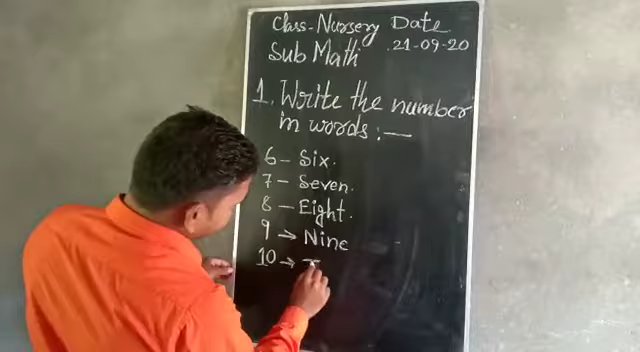 Class-Nursery Date
Sub Math 21-09-20
1. Write the number
in words :—
6 – Six.
7 – Seven.
8 – Eight.
9 → Nine
10 → T